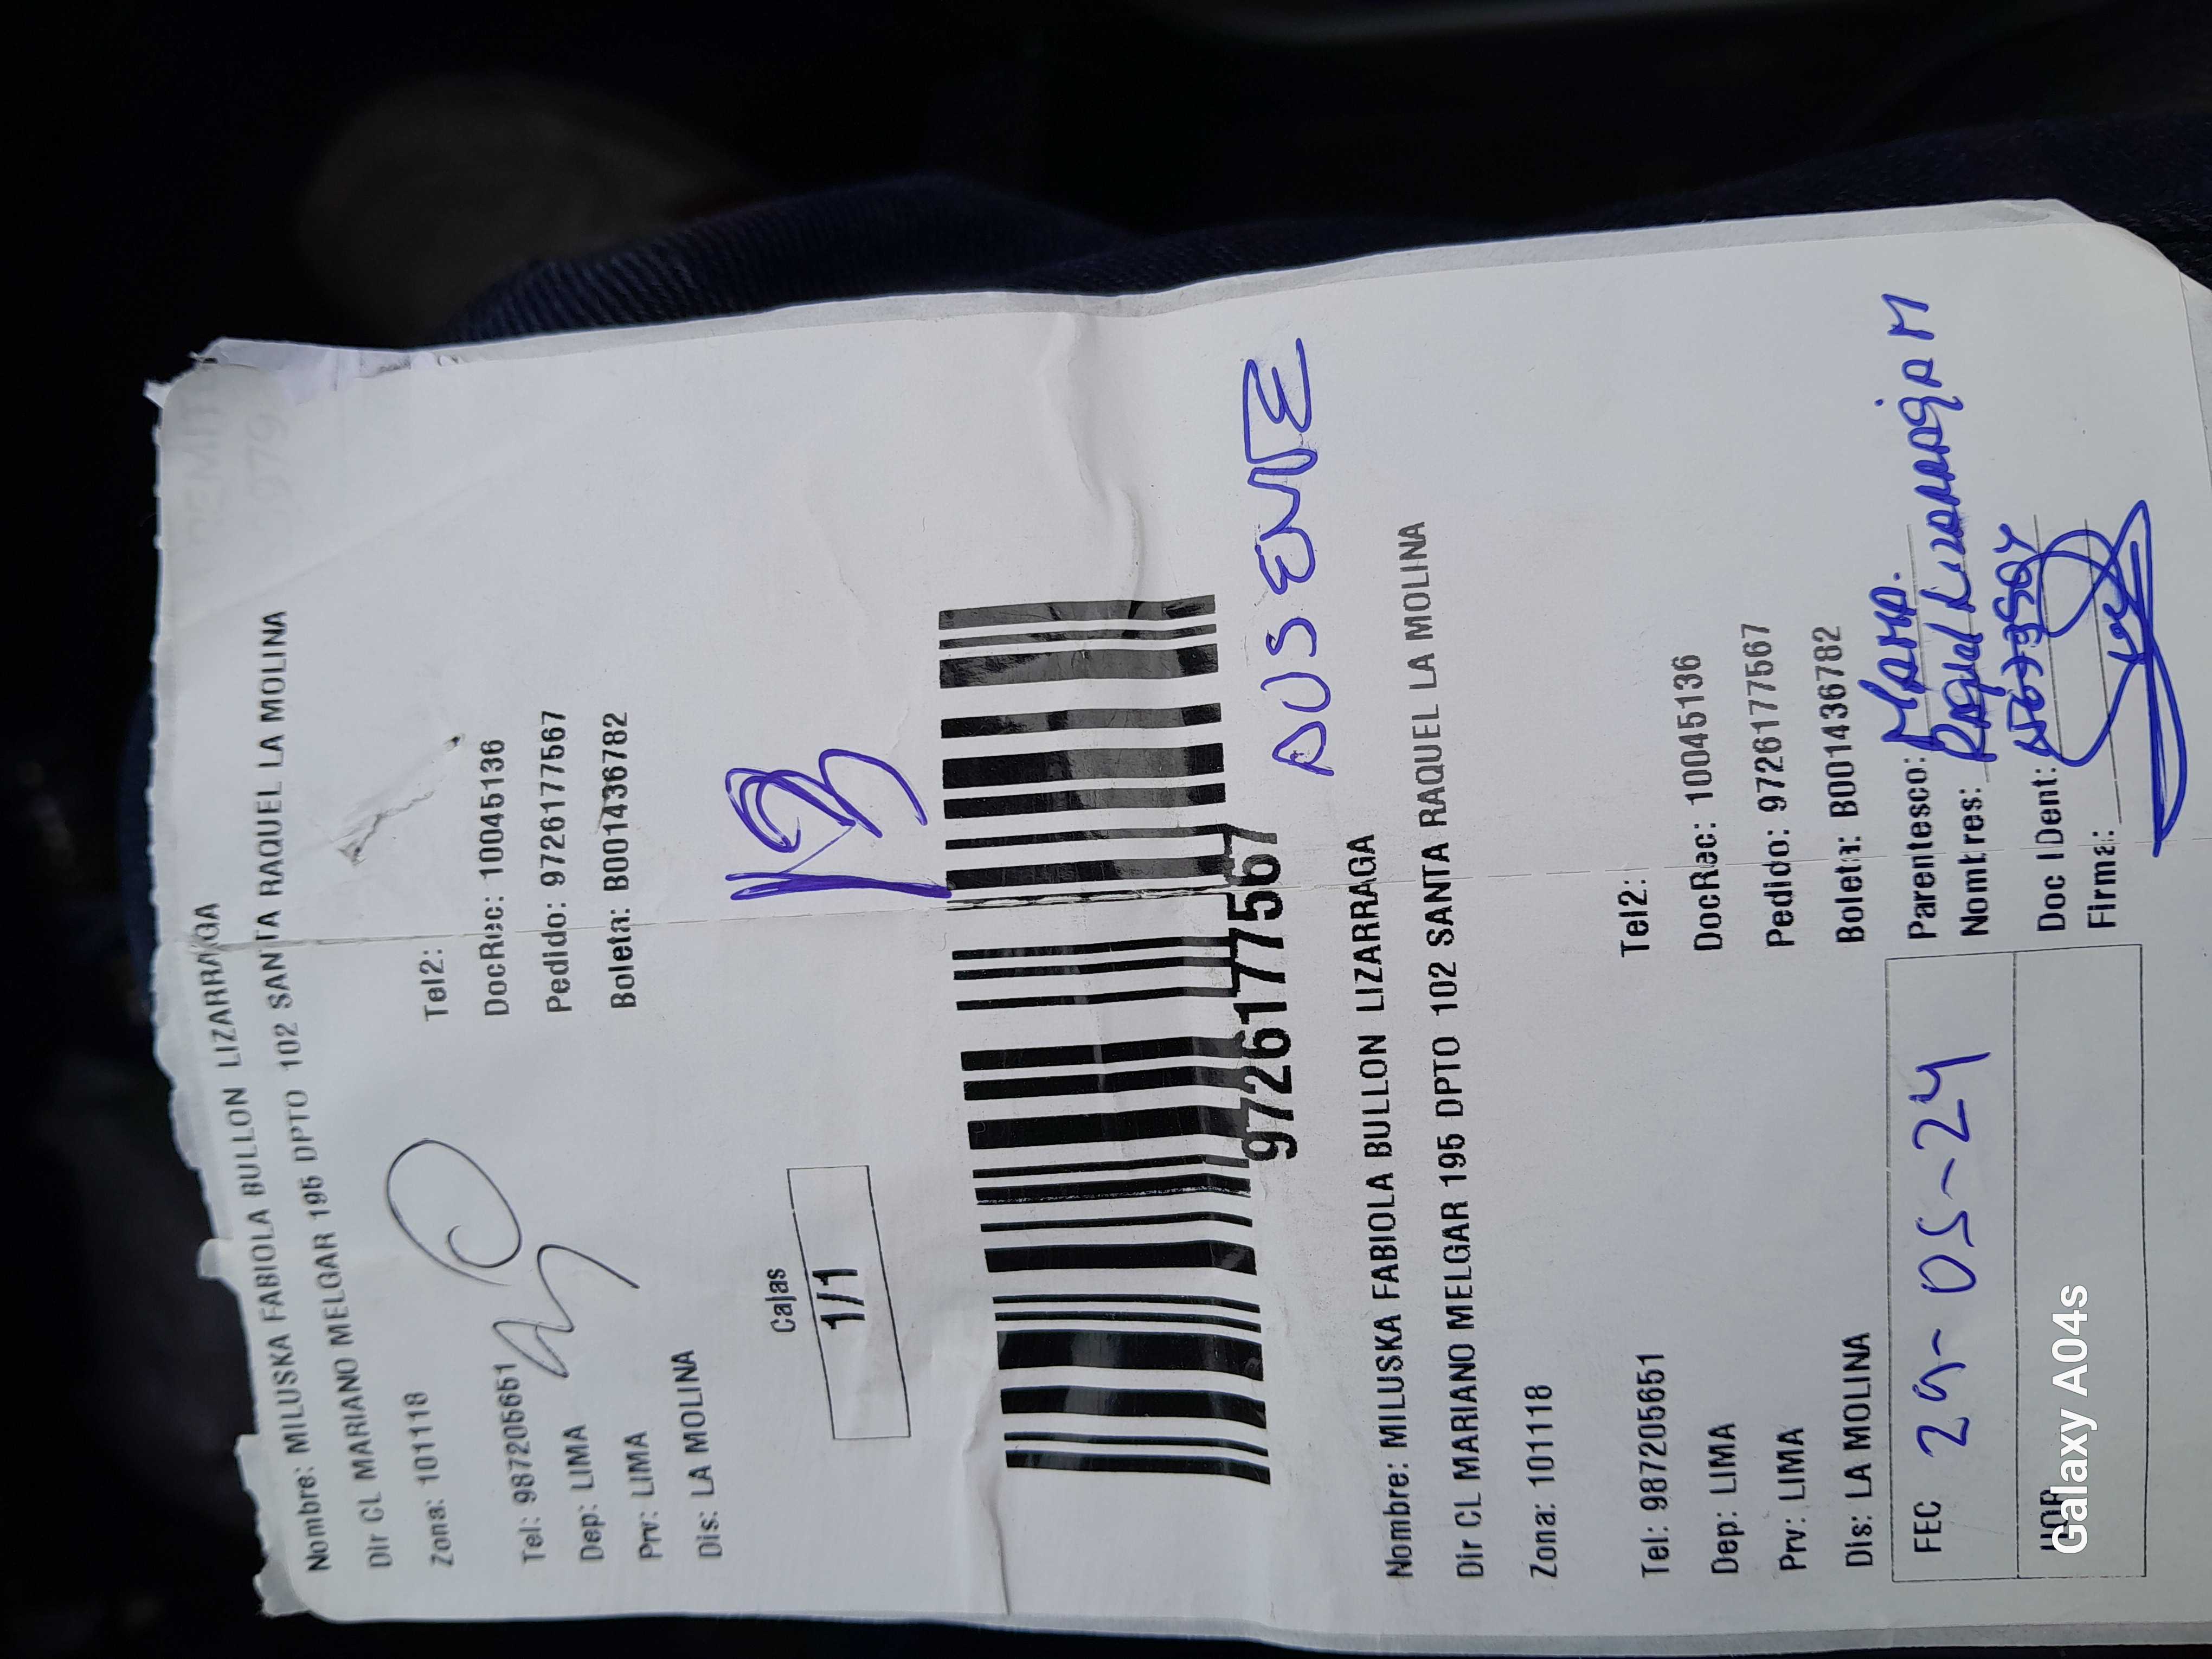 Nombre: MILUSKA FABIOLA BULLON LIZARRAGA
Dir CL MARIANO MELGAR 195 DPTO 102 SANTA RAQUEL LA MOLINA
Zona: 101118
Tel: 987205651
Tel2:
Dep: LIMA
DocRec: 10045136
Prv: LIMA
Pedido: 9726177567
Dis: LA MOLINA
Boleta: B001436782
Cajas
1/1
9726177567
AUSENTE
Nombre: MILUSKA FABIOLA BULLON LIZARRAGA
Dir CL MARIANO MELGAR 195 DPTO 102 SANTA RAQUEL LA MOLINA
Zona: 101118
Tel: 987205651
Tel2:
Dep: LIMA
DocRec: 10045136
Prv: LIMA
Pedido: 9726177567
Dis: LA MOLINA
Boleta: B001436782
FEC 29-05-24
HOR
Parentesco: Mama.
Nombres: Raquel Lizarraga M
Doc IDent:
Firma:
Galaxy A04s